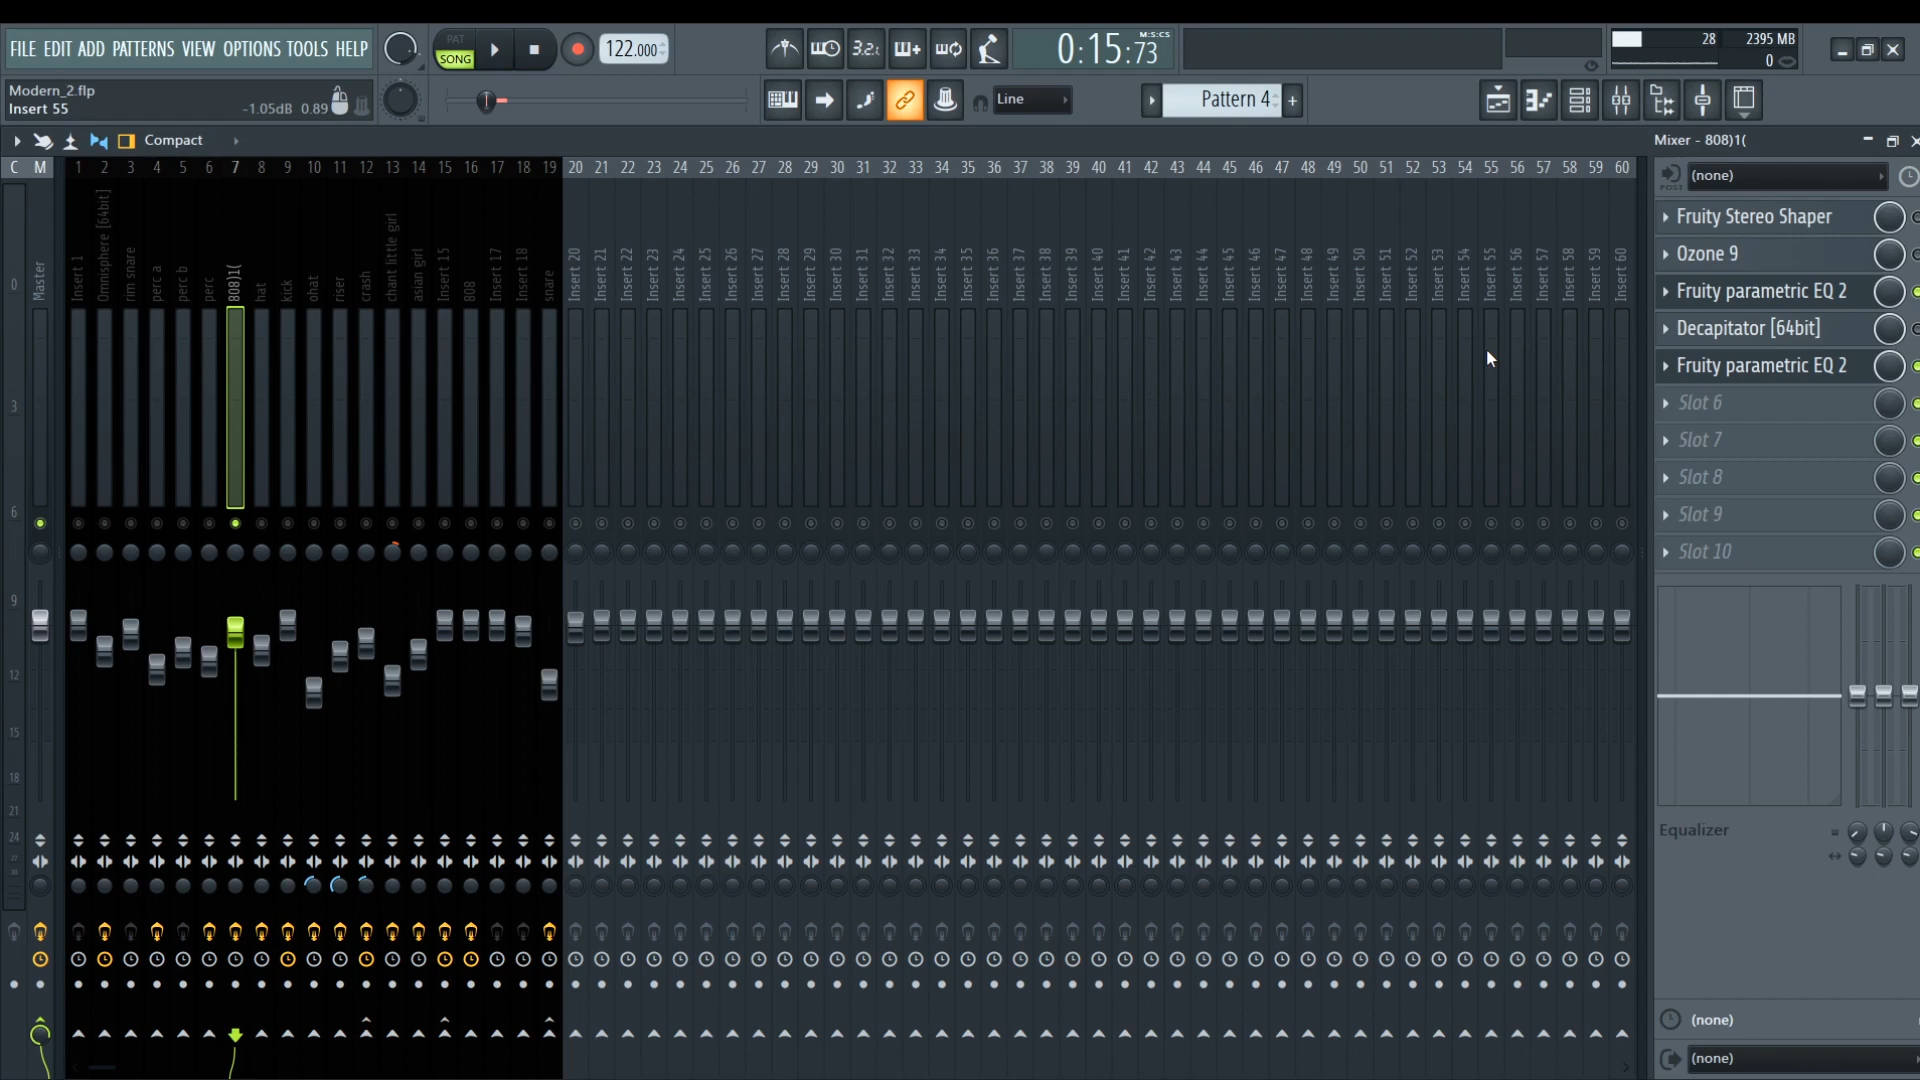 FILE EDIT ADD PATTERNS VIEW OPTIONS TOOLS HELP
PAT
SONG
122.000
3.2.
M:S:CS
0:15:73
28
2395 MB
0
Modern_2.flp
Insert 55
-1.05dB 0.89
Line
Pattern 4
+
Compact
Mixer - 808)1(
C M 1 2 3 4 5 6 7 8 9 10 11 12 13 14 15 16 17 18 19 20 21 22 23 24 25 26 27 28 29 30 31 32 33 34 35 36 37 38 39 40 41 42 43 44 45 46 47 48 49 50 51 52 53 54 55 56 57 58 59 60
Master
Insert 1
Omnisphere [64bit]
rim snare
perc a
perc b
perc
808)1(
hat
kick
ohat
riser
crash
chant little girl
asian girl
Insert 15
808
Insert 17
Insert 18
snare
Insert 20
Insert 21
Insert 22
Insert 23
Insert 24
Insert 25
Insert 26
Insert 27
Insert 28
Insert 29
Insert 30
Insert 31
Insert 32
Insert 33
Insert 34
Insert 35
Insert 36
Insert 37
Insert 38
Insert 39
Insert 40
Insert 41
Insert 42
Insert 43
Insert 44
Insert 45
Insert 46
Insert 47
Insert 48
Insert 49
Insert 50
Insert 51
Insert 52
Insert 53
Insert 54
Insert 55
Insert 56
Insert 57
Insert 58
Insert 59
Insert 60
0
3
6
9
12
15
18
21
24
POST
(none)
Fruity Stereo Shaper
Ozone 9
Fruity parametric EQ 2
Decapitator [64bit]
Fruity parametric EQ 2
Slot 6
Slot 7
Slot 8
Slot 9
Slot 10
Equalizer
(none)
(none)